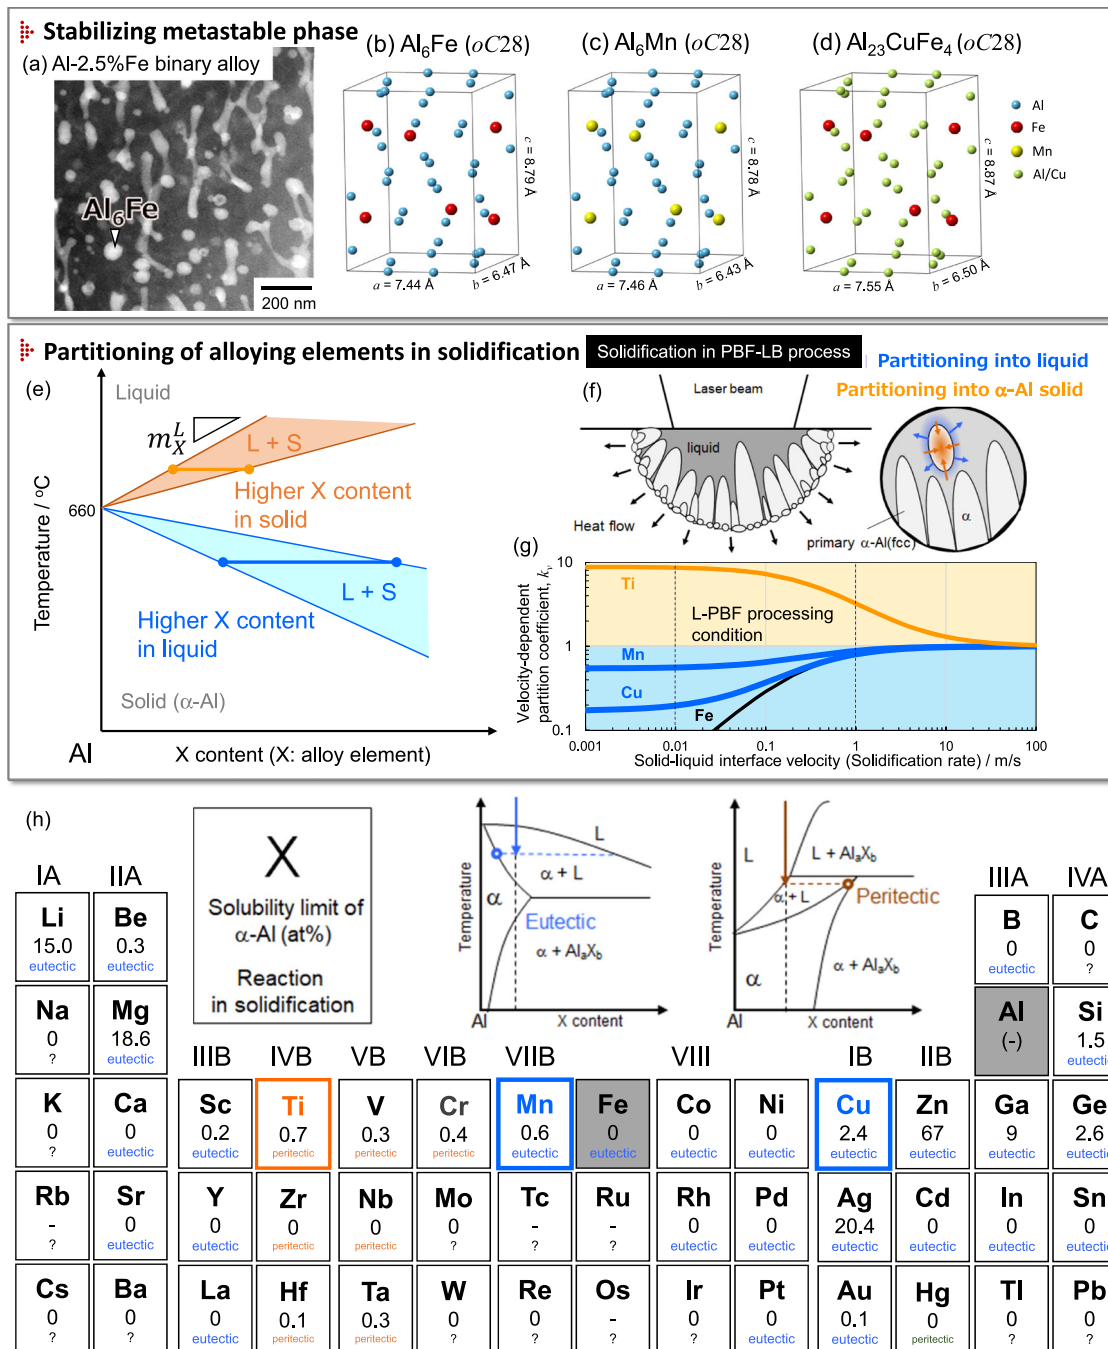 Stabilizing metastable phase
(a) Al-2.5%Fe binary alloy
Al6Fe
200 nm
(b) Al6Fe (oC28)
c = 8.79 Å
a = 7.44 Å
b = 6.47 Å
(c) Al6Mn (oC28)
c = 8.78 Å
a = 7.46 Å
b = 6.43 Å
(d) Al23CuFe4 (oC28)
c = 8.87 Å
a = 7.55 Å
b = 6.50 Å
Al
Fe
Mn
Al/Cu
Partitioning of alloying elements in solidification
(e)
Liquid
m_X^L
L + S
Higher X content
in solid
660
L + S
Higher X content
in liquid
Solid (α-Al)
Temperature / °C
Al
X content (X: alloy element)
Solidification in PBF-LB process
Partitioning into liquid
Partitioning into α-Al solid
(f)
Laser beam
liquid
Heat flow
α
primary α-Al(fcc)
(g)
Velocity-dependent
partition coefficient, kv
10
1
0.1
Ti
L-PBF processing
condition
Mn
Cu
Fe
0.001
0.01
0.1
1
10
100
Solid-liquid interface velocity (Solidification rate) / m/s
(h)
X
Solubility limit of
α-Al (at%)
Reaction
in solidification
Temperature
L
α + L
α
Eutectic
α + AlaXb
Al
X content
Temperature
L
L + AlaXb
α + L
Peritectic
α + AlaXb
α
Al
X content
IA
IIA
IIIA
IVA
Li
15.0
eutectic
Be
0.3
eutectic
B
0
eutectic
C
0
?
Na
0
?
Mg
18.6
eutectic
Al
(-)
Si
1.5
eutectic
IIIB
IVB
VB
VIB
VIIB
VIII
IB
IIB
K
0
?
Ca
0
eutectic
Sc
0.2
eutectic
Ti
0.7
peritectic
V
0.3
peritectic
Cr
0.4
peritectic
Mn
0.6
eutectic
Fe
0
eutectic
Co
0
eutectic
Ni
0
eutectic
Cu
2.4
eutectic
Zn
67
eutectic
Ga
9
eutectic
Ge
2.6
eutectic
Rb
-
?
Sr
0
eutectic
Y
0
eutectic
Zr
0
peritectic
Nb
0
peritectic
Mo
0
?
Tc
-
?
Ru
-
?
Rh
0
eutectic
Pd
0
eutectic
Ag
20.4
eutectic
Cd
0
eutectic
In
0
eutectic
Sn
0
eutectic
Cs
0
?
Ba
0
?
La
0
eutectic
Hf
0.1
peritectic
Ta
0.3
peritectic
W
0
?
Re
0
?
Os
-
?
Ir
0
?
Pt
0
eutectic
Au
0.1
eutectic
Hg
0
peritectic
Tl
0
?
Pb
0
?